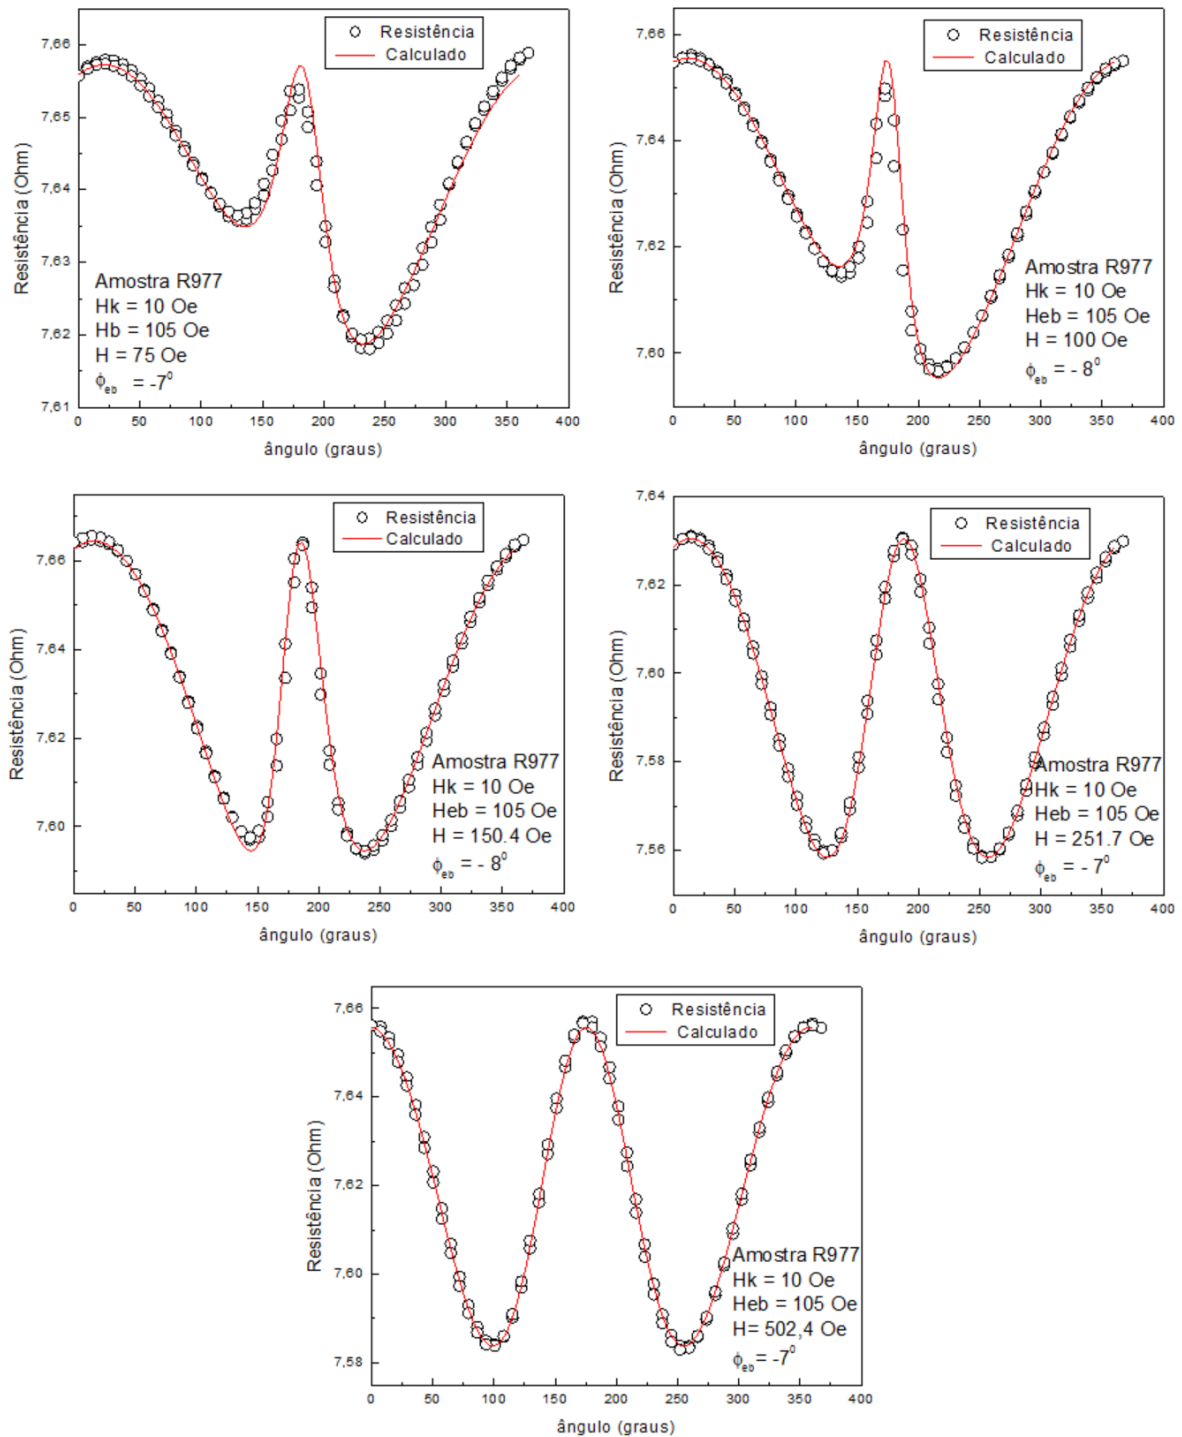 Resistência
Calculado
7,66
7,65
7,64
7,63
7,62
7,61
Resistência (Ohm)
Amostra R977
Hk = 10 Oe
Hb = 105 Oe
H = 75 Oe
ϕeb = -7⁰
0 50 100 150 200 250 300 350 400
ângulo (graus)
Resistência
Calculado
7,66
7,64
7,62
7,60
Resistência (Ohm)
Amostra R977
Hk = 10 Oe
Heb = 105 Oe
H = 100 Oe
ϕeb = - 8⁰
0 50 100 150 200 250 300 350 400
ângulo (graus)
Resistência
Calculado
7,66
7,64
7,62
7,60
Resistência (Ohm)
Amostra R977
Hk = 10 Oe
Heb = 105 Oe
H = 150.4 Oe
ϕeb = - 8⁰
0 50 100 150 200 250 300 350 400
ângulo (graus)
7,64
Resistência
Calculado
7,62
7,60
7,58
7,56
Resistência (Ohm)
Amostra R977
Hk = 10 Oe
Heb = 105 Oe
H = 251.7 Oe
ϕeb = - 7⁰
0 50 100 150 200 250 300 350 400
ângulo (graus)
Resistência
Calculado
7,66
7,64
7,62
7,60
7,58
Resistência (Ohm)
Amostra R977
Hk = 10 Oe
Heb = 105 Oe
H= 502,4 Oe
ϕeb = -7⁰
0 50 100 150 200 250 300 350 400
ângulo (graus)